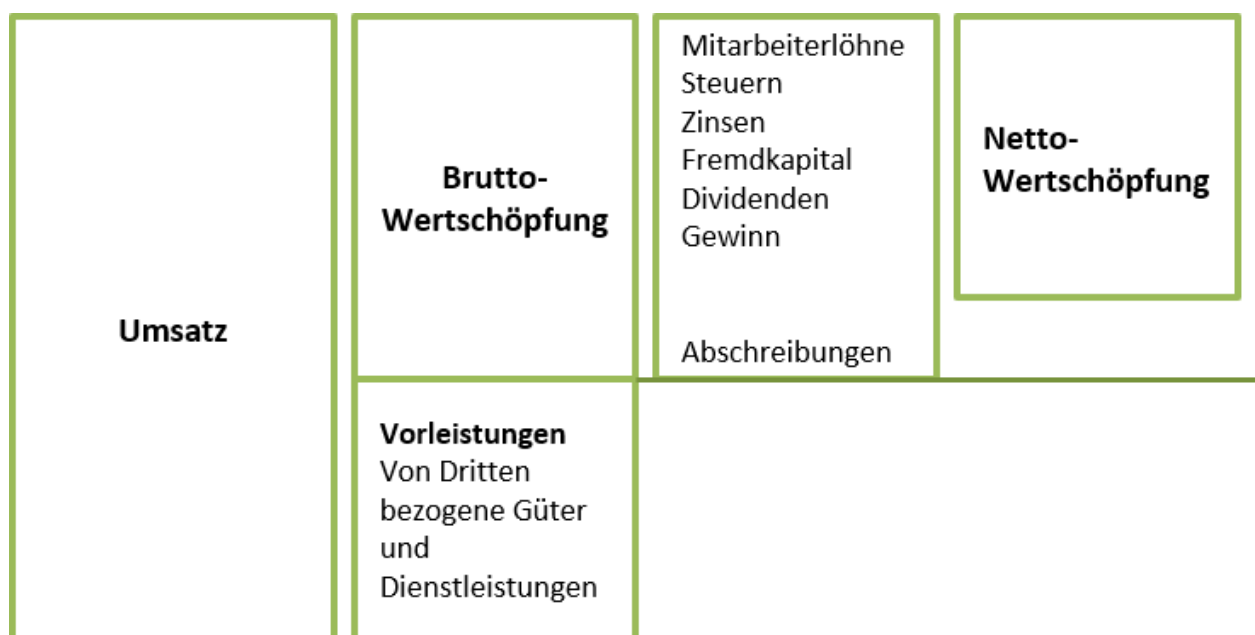 Umsatz
Brutto-
Wertschöpfung
Vorleistungen
Von Dritten
bezogene Güter
und
Dienstleistungen
Mitarbeiterlöhne
Steuern
Zinsen
Fremdkapital
Dividenden
Gewinn
Abschreibungen
Netto-
Wertschöpfung